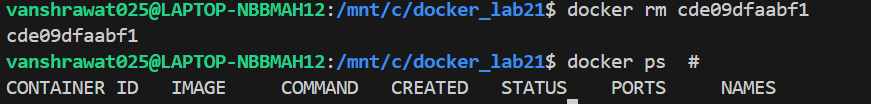 vanshrawat025@LAPTOP-NBBMAH12:/mnt/c/docker_lab21$ docker rm cde09dfaabf1
cde09dfaabf1
vanshrawat025@LAPTOP-NBBMAH12:/mnt/c/docker_lab21$ docker ps  #
CONTAINER ID   IMAGE     COMMAND   CREATED   STATUS    PORTS     NAMES